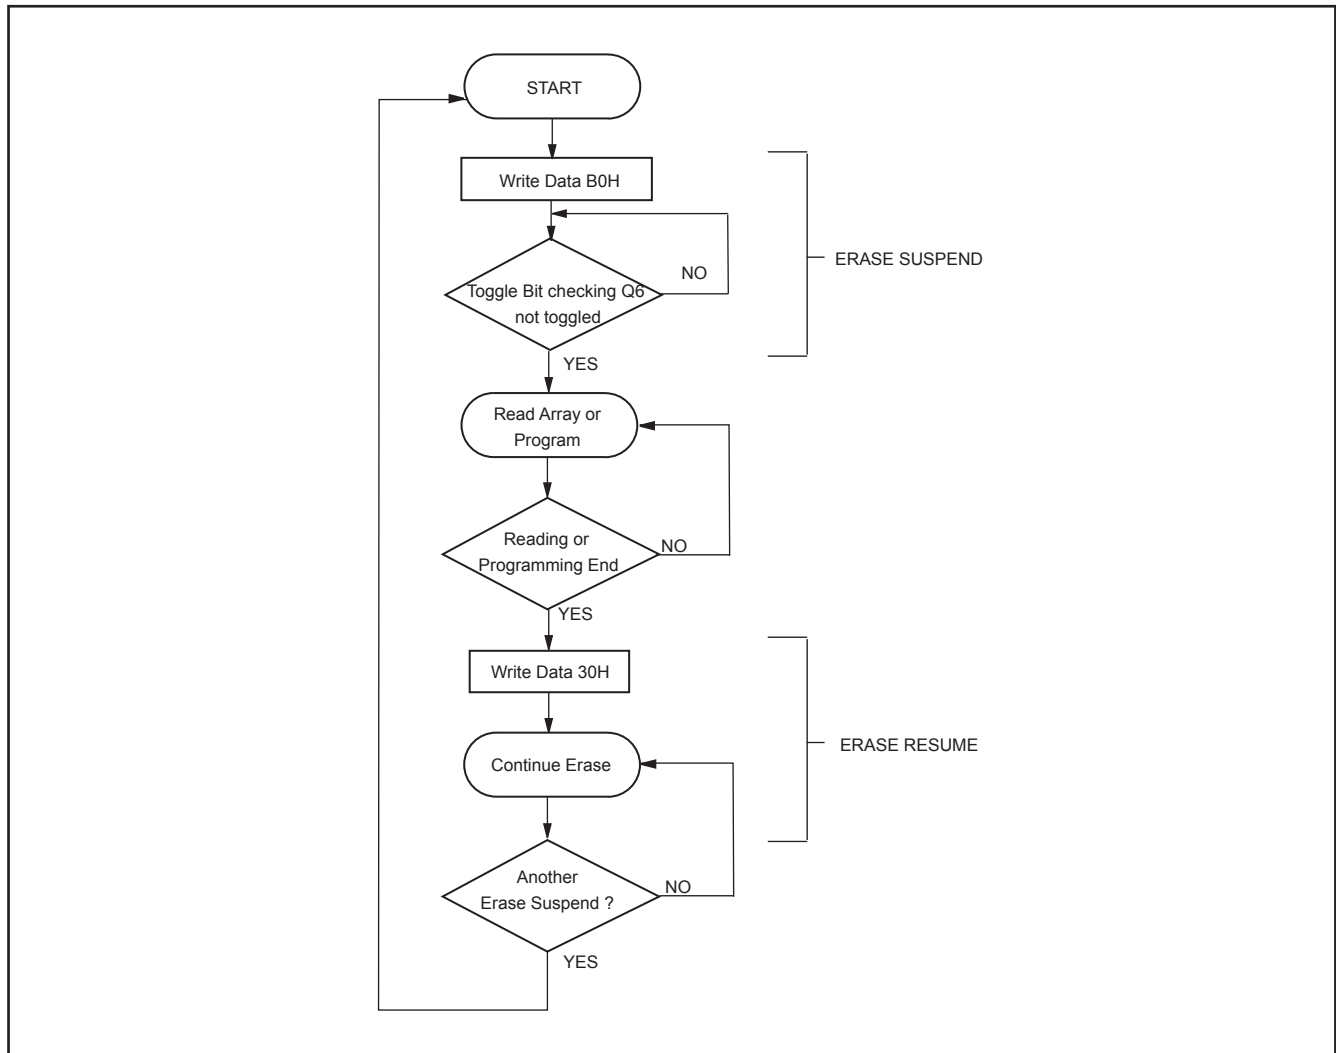 START
Write Data B0H
ERASE SUSPEND
NO
Toggle Bit checking Q6
not toggled
YES
Read Array or
Program
Reading or
Programming End
NO
YES
Write Data 30H
ERASE RESUME
Continue Erase
Another
Erase Suspend ?
NO
YES